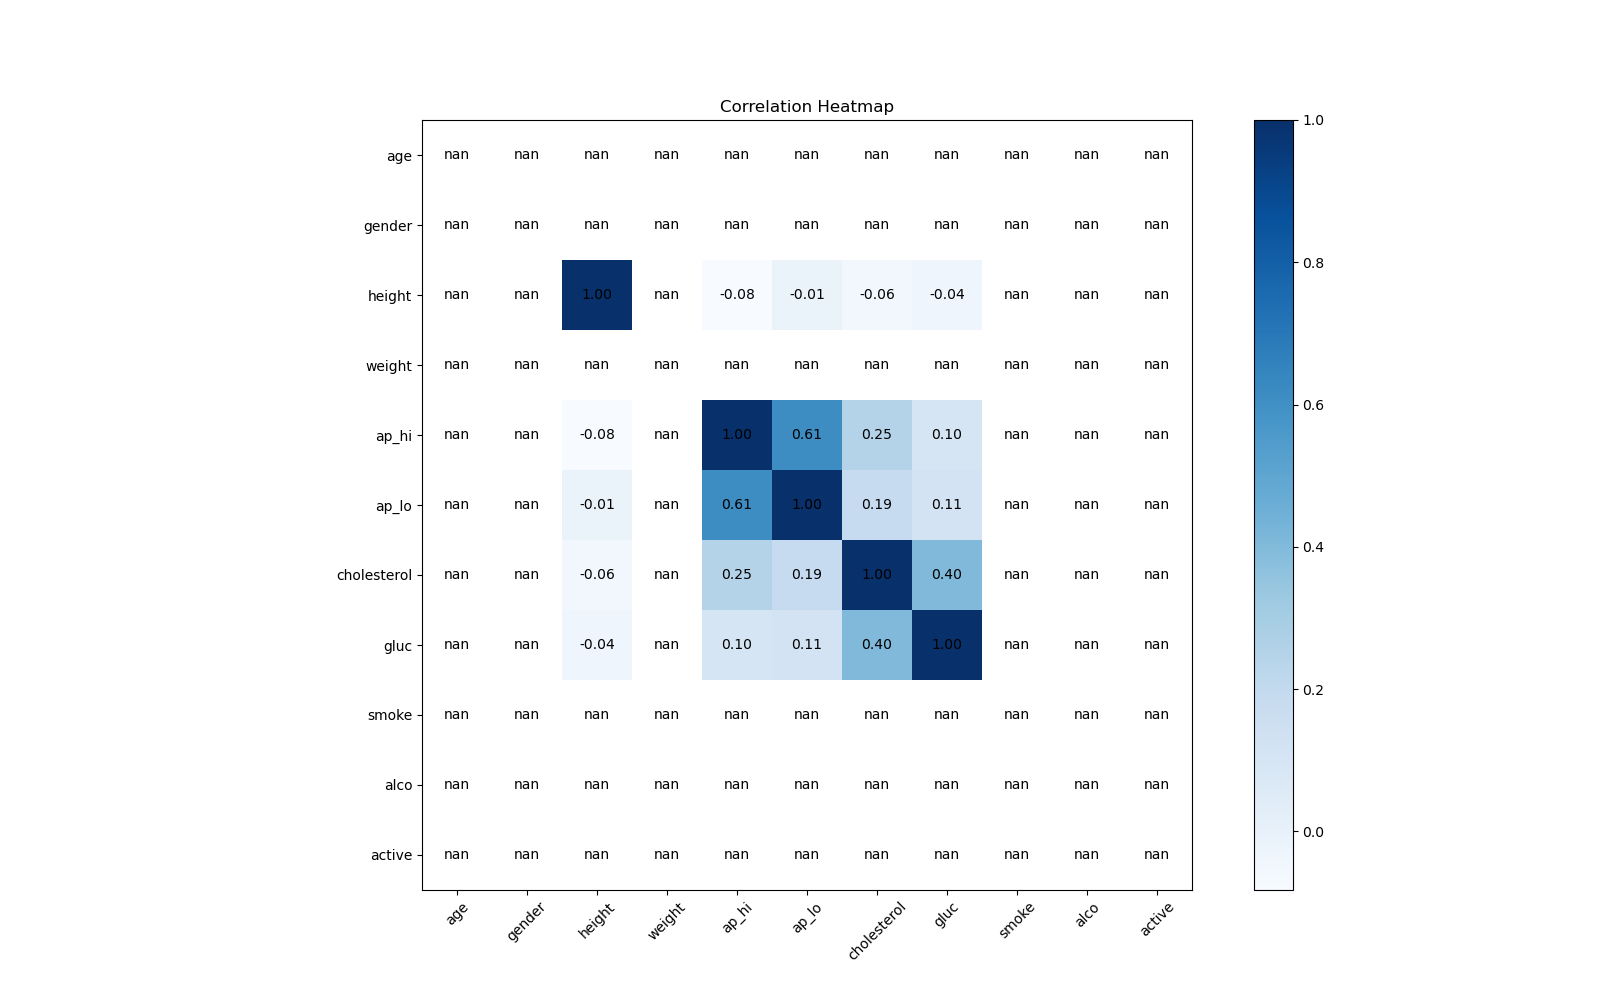 Correlation Heatmap
age nan nan nan nan nan nan nan nan nan nan nan
gender nan nan nan nan nan nan nan nan nan nan nan
height nan nan 1.00 nan -0.08 -0.01 -0.06 -0.04 nan nan nan
weight nan nan nan nan nan nan nan nan nan nan nan
ap_hi nan nan -0.08 nan 1.00 0.61 0.25 0.10 nan nan nan
ap_lo nan nan -0.01 nan 0.61 1.00 0.19 0.11 nan nan nan
cholesterol nan nan -0.06 nan 0.25 0.19 1.00 0.40 nan nan nan
gluc nan nan -0.04 nan 0.10 0.11 0.40 1.00 nan nan nan
smoke nan nan nan nan nan nan nan nan nan nan nan
alco nan nan nan nan nan nan nan nan nan nan nan
active nan nan nan nan nan nan nan nan nan nan nan
age gender height weight ap_hi ap_lo cholesterol gluc smoke alco active
1.0
0.8
0.6
0.4
0.2
0.0